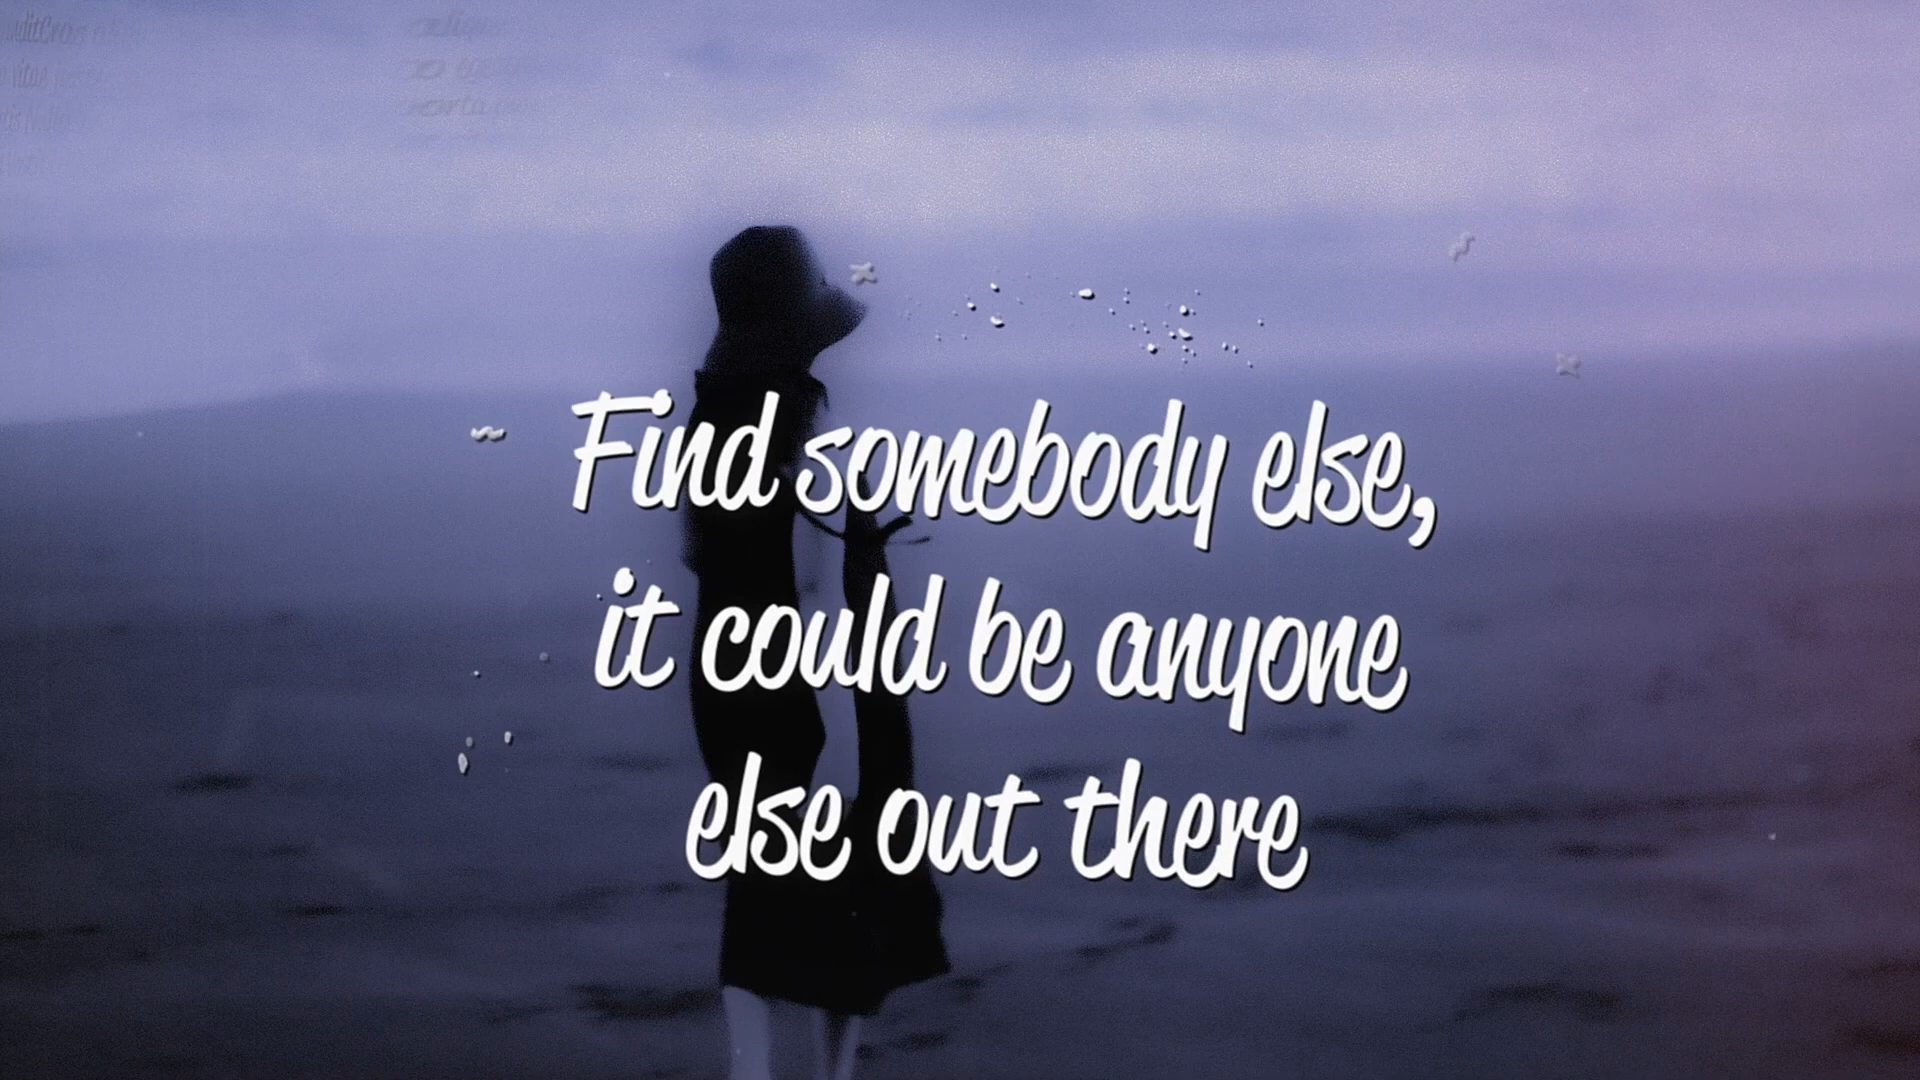 Find somebody else,
it could be anyone
else out there